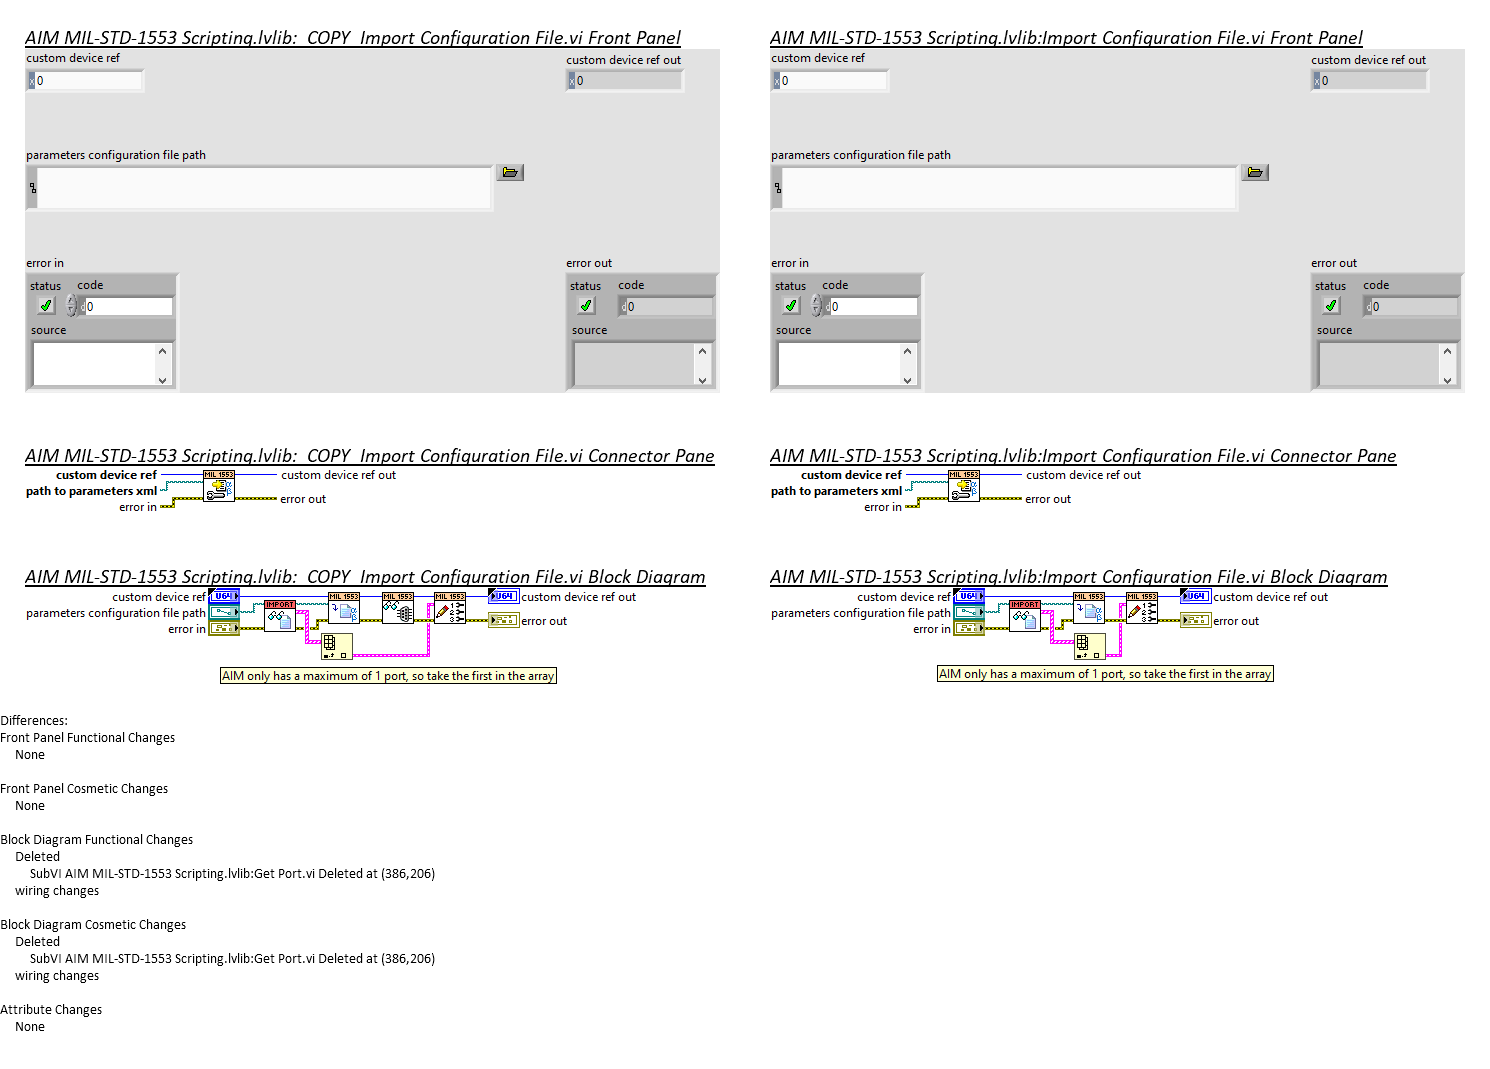 AIM MIL-STD-1553 Scripting.lvlib:  COPY  Import Configuration File.vi Front Panel
custom device ref
custom device ref out
x 0
x 0
parameters configuration file path
error in
error out
status code
status code
d 0
d 0
source
source
AIM MIL-STD-1553 Scripting.lvlib:Import Configuration File.vi Front Panel
custom device ref
custom device ref out
x 0
x 0
parameters configuration file path
error in
error out
status code
status code
d 0
d 0
source
source
AIM MIL-STD-1553 Scripting.lvlib:  COPY  Import Configuration File.vi Connector Pane
custom device ref
MIL 1553
custom device ref out
path to parameters xml
error in
error out
AIM MIL-STD-1553 Scripting.lvlib:Import Configuration File.vi Connector Pane
custom device ref
MIL 1553
custom device ref out
path to parameters xml
error in
error out
AIM MIL-STD-1553 Scripting.lvlib:  COPY  Import Configuration File.vi Block Diagram
custom device ref
U64
MIL 1553
MIL 1553
MIL 1553
U64
custom device ref out
parameters configuration file path
IMPORT
error in
error out
AIM only has a maximum of 1 port, so take the first in the array
AIM MIL-STD-1553 Scripting.lvlib:Import Configuration File.vi Block Diagram
custom device ref
U64
MIL 1553
MIL 1553
U64
custom device ref out
parameters configuration file path
IMPORT
error in
error out
AIM only has a maximum of 1 port, so take the first in the array
Differences:
Front Panel Functional Changes
None
Front Panel Cosmetic Changes
None
Block Diagram Functional Changes
Deleted
SubVI AIM MIL-STD-1553 Scripting.lvlib:Get Port.vi Deleted at (386,206)
wiring changes
Block Diagram Cosmetic Changes
Deleted
SubVI AIM MIL-STD-1553 Scripting.lvlib:Get Port.vi Deleted at (386,206)
wiring changes
Attribute Changes
None